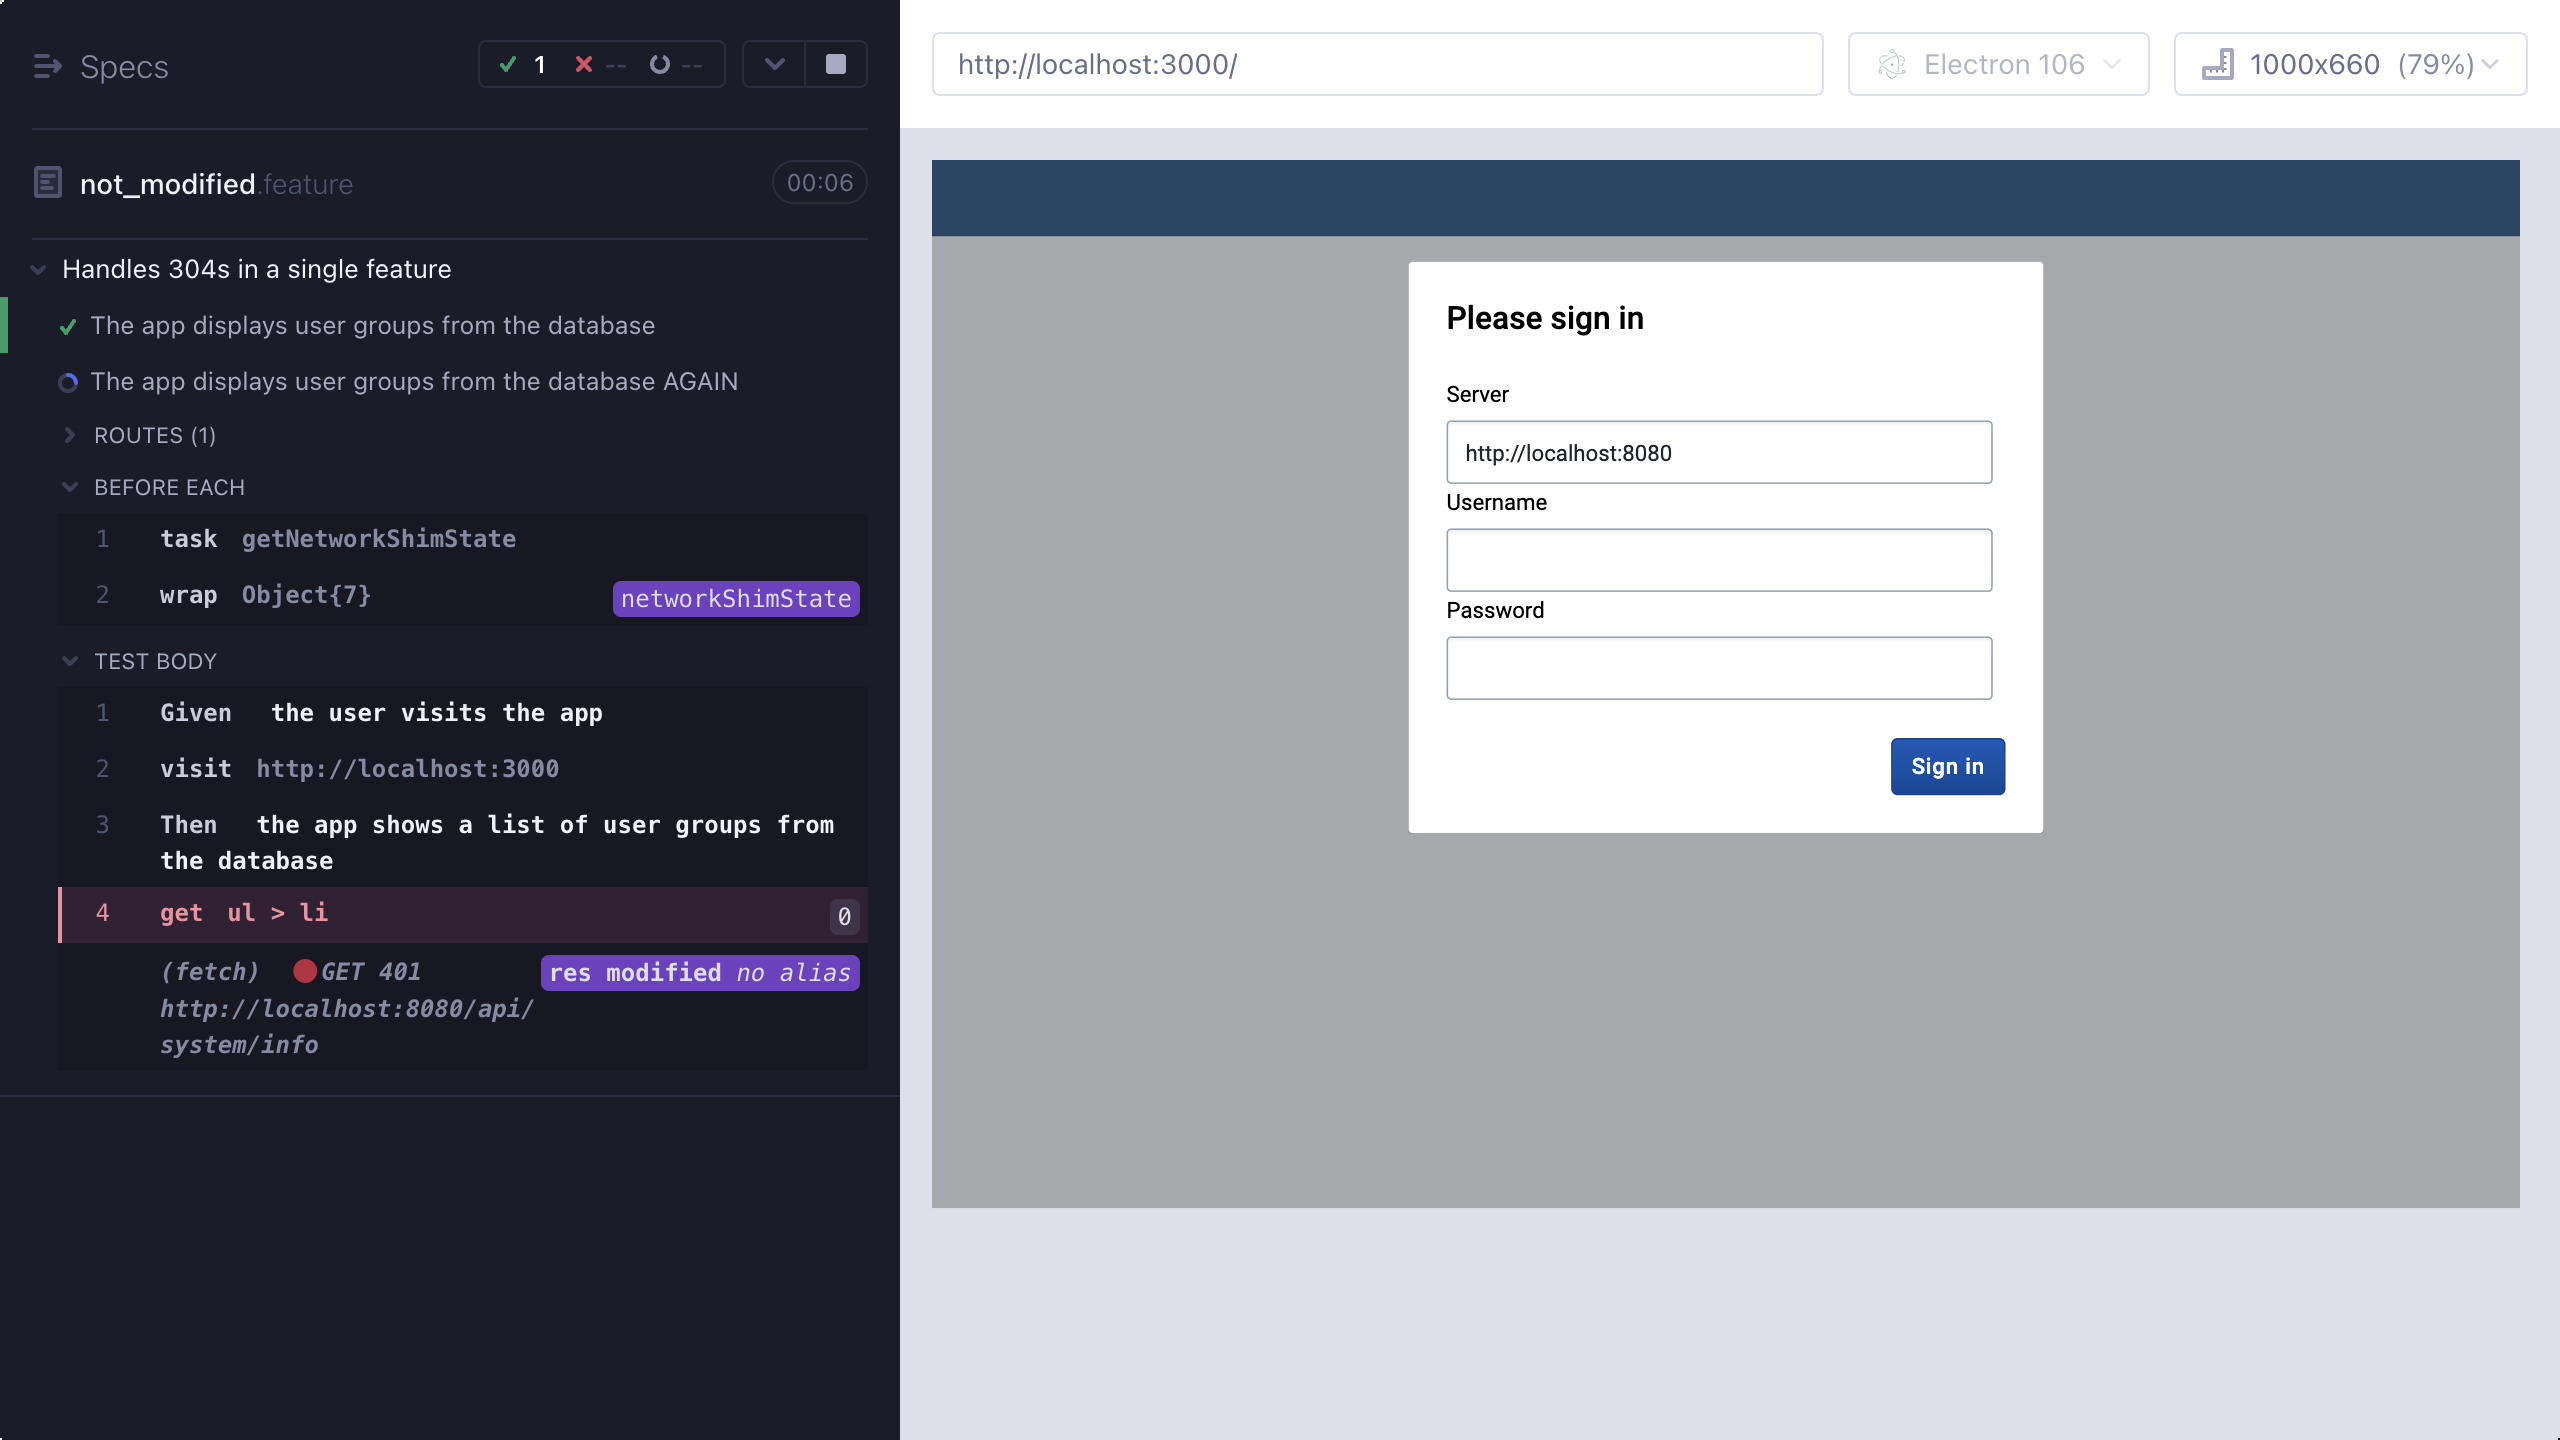 Specs
1 -- --
not_modified.feature
00:06
Handles 304s in a single feature
The app displays user groups from the database
The app displays user groups from the database AGAIN
ROUTES (1)
BEFORE EACH
1 task getNetworkShimState
2 wrap Object{7} networkShimState
TEST BODY
1 Given the user visits the app
2 visit http://localhost:3000
3 Then the app shows a list of user groups from
the database
4 get ul > li 0
(fetch) GET 401 res modified no alias
http://localhost:8080/api/
system/info
http://localhost:3000/
Electron 106
1000x660 (79%)
Please sign in
Server
http://localhost:8080
Username
Password
Sign in